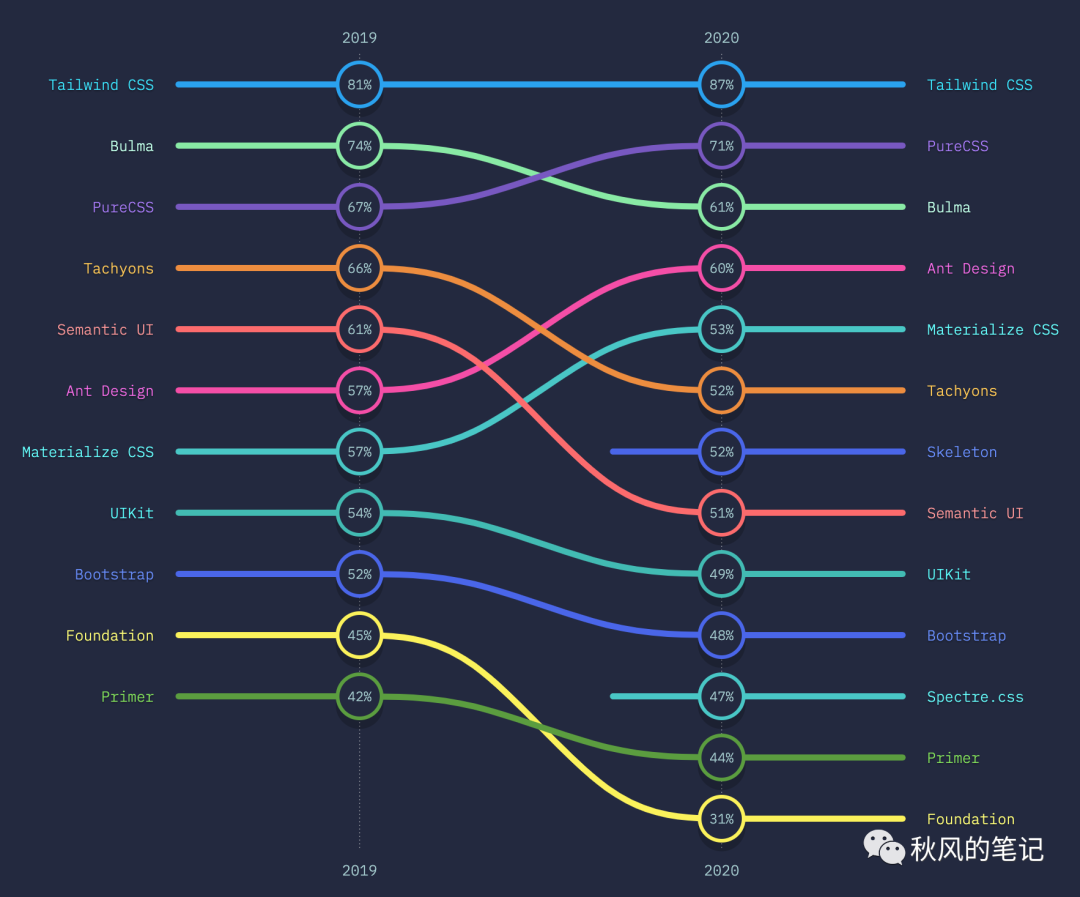 2019 2020
Tailwind CSS 81% 87% Tailwind CSS
Bulma 74% 71% PureCSS
PureCSS 67% 61% Bulma
Tachyons 66% 60% Ant Design
Semantic UI 61% 53% Materialize CSS
Ant Design 57% 52% Tachyons
Materialize CSS 57% 52% Skeleton
UIKit 54% 51% Semantic UI
Bootstrap 52% 49% UIKit
Foundation 45% 48% Bootstrap
Primer 42% 47% Spectre.css
44% Primer
31% Foundation
秋风的笔记
2019 2020